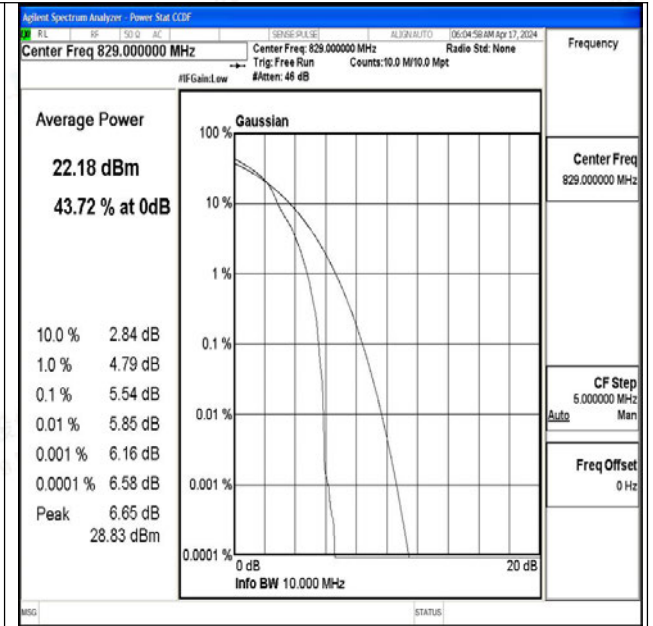 Agilent Spectrum Analyzer - Power Stat CCDF
RL RF 50 Ω AC SENSE:PULSE ALIGN AUTO 06:04:58 AM Apr 17, 2024
Center Freq 829.000000 MHz
Center Freq: 829.000000 MHz Radio Std: None
Trig: Free Run Counts:10.0 M/10.0 Mpt
#IFGain:Low #Atten: 46 dB
Frequency
Average Power
22.18 dBm
43.72 % at 0dB
10.0 % 2.84 dB
1.0 % 4.79 dB
0.1 % 5.54 dB
0.01 % 5.85 dB
0.001 % 6.16 dB
0.0001 % 6.58 dB
Peak 6.65 dB
28.83 dBm
Gaussian
100 %
10 %
1 %
0.1 %
0.01 %
0.001 %
0.0001 %
0 dB 20 dB
Info BW 10.000 MHz
Center Freq
829.000000 MHz
CF Step
5.000000 MHz
Auto Man
Freq Offset
0 Hz
MSG STATUS